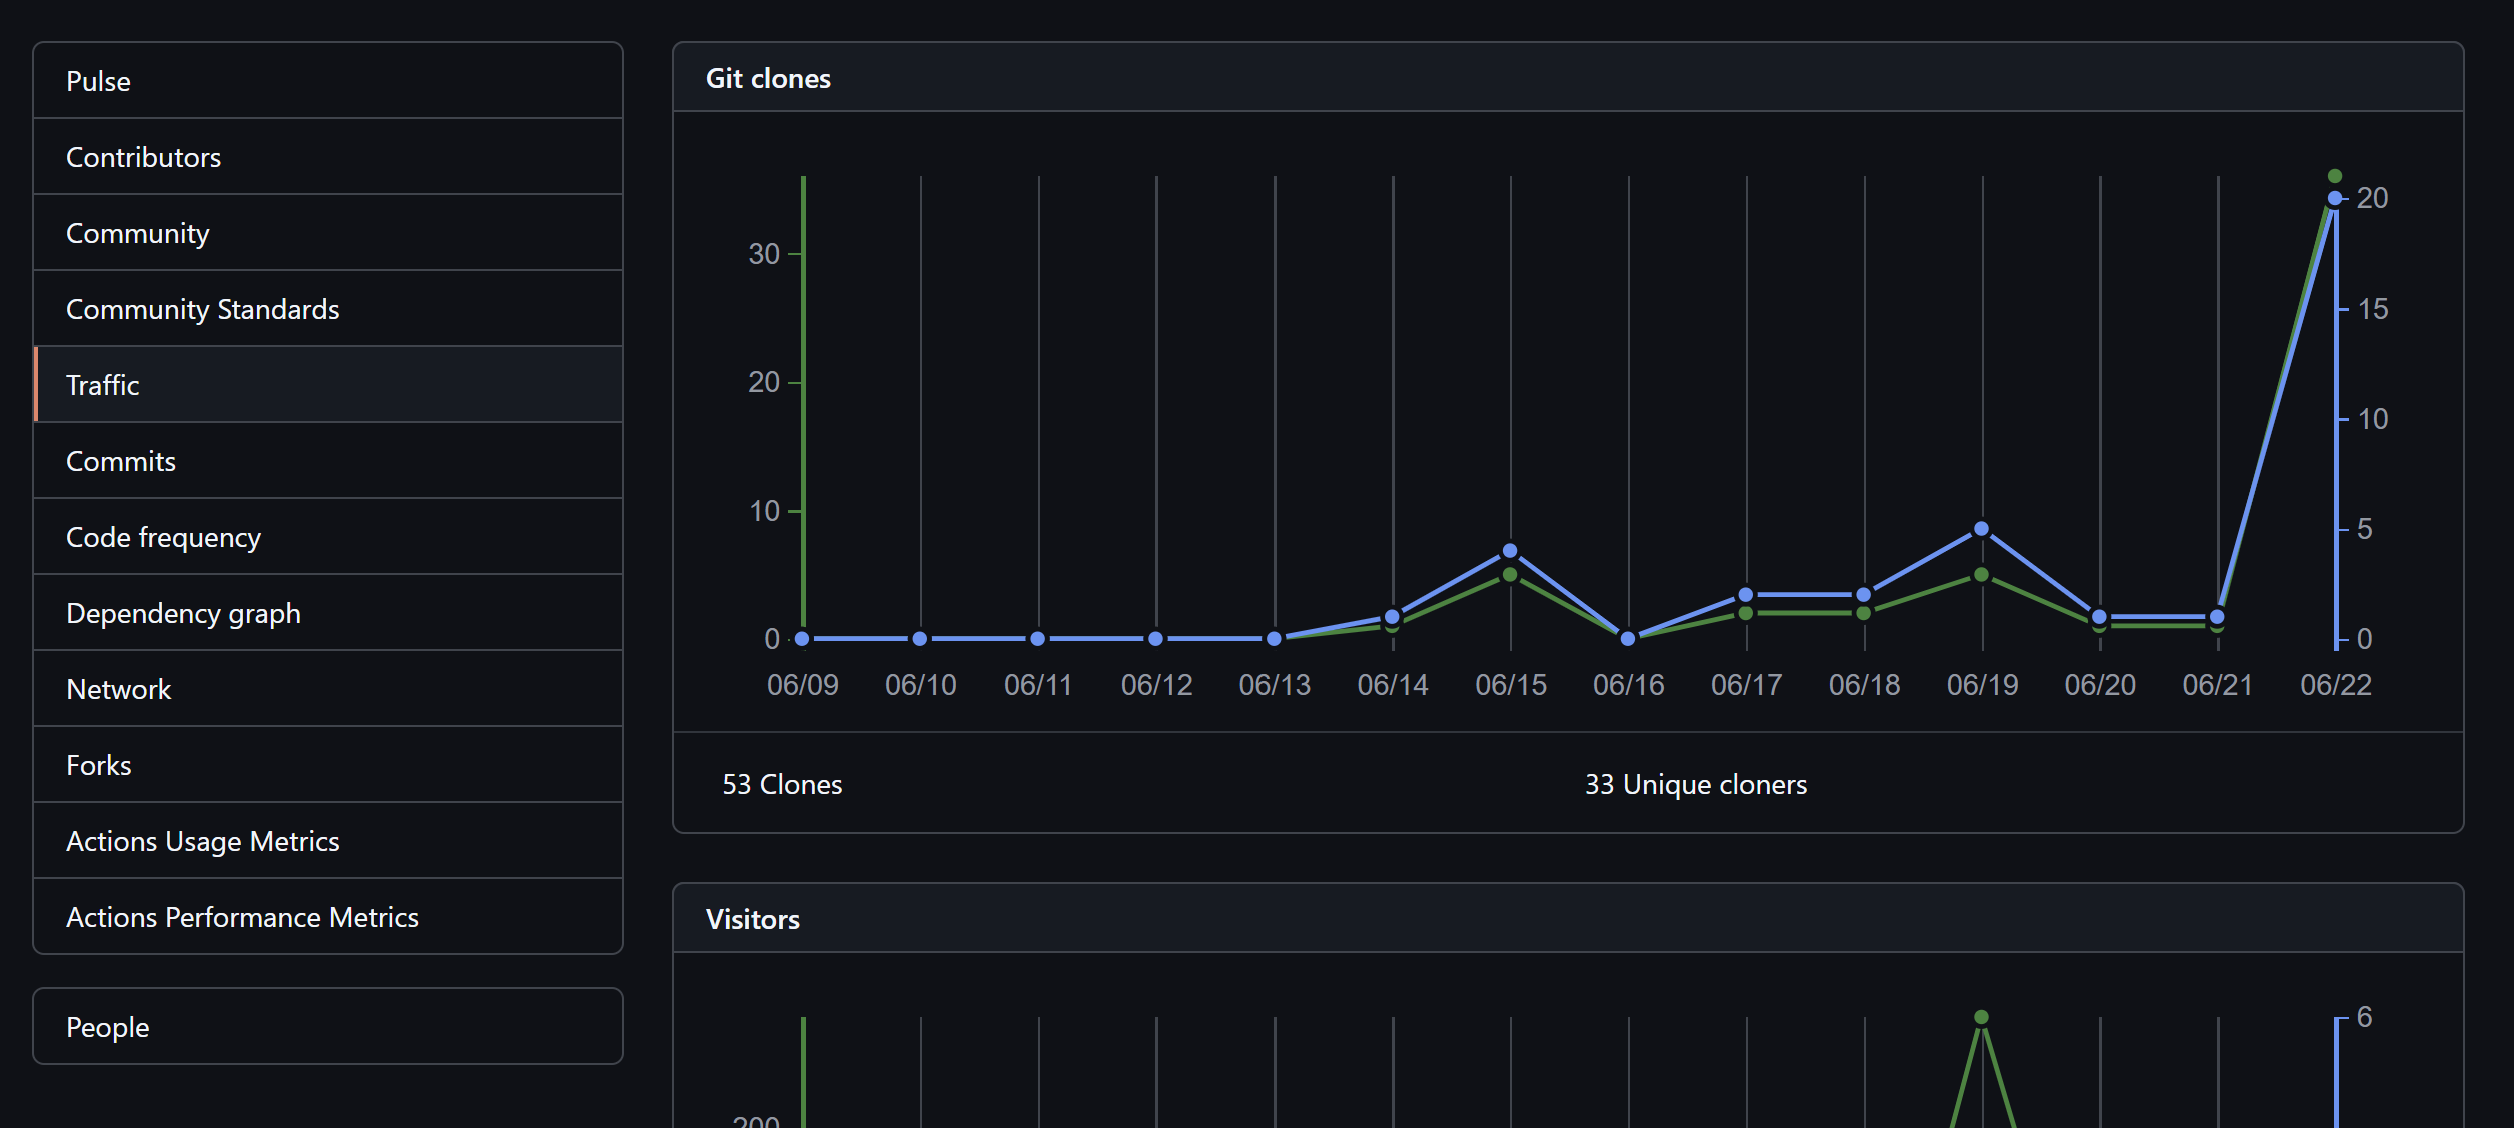 Pulse
Contributors
Community
Community Standards
Traffic
Commits
Code frequency
Dependency graph
Network
Forks
Actions Usage Metrics
Actions Performance Metrics
People
Git clones
30
20
10
0
20
15
10
5
0
06/09 06/10 06/11 06/12 06/13 06/14 06/15 06/16 06/17 06/18 06/19 06/20 06/21 06/22
53 Clones
33 Unique cloners
Visitors
200
6